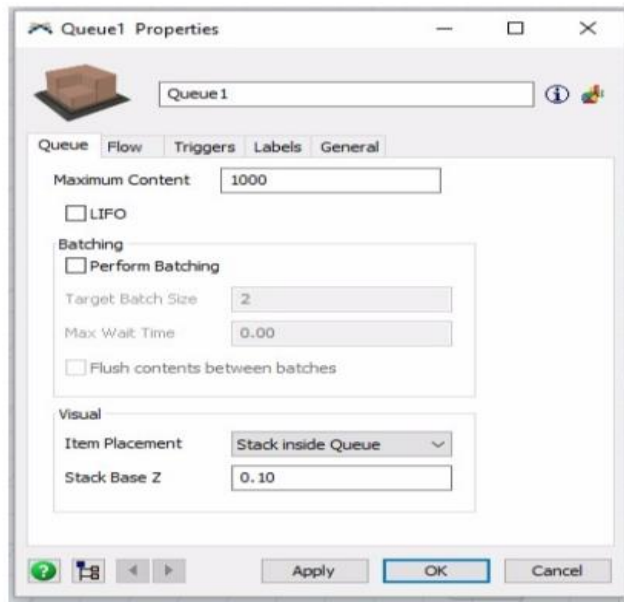 Queue1 Properties
Queue1
Queue Flow Triggers Labels General
Maximum Content 1000
LIFO
Batching
Perform Batching
Target Batch Size 2
Max Wait Time 0.00
Flush contents between batches
Visual
Item Placement Stack inside Queue
Stack Base Z 0.10
Apply OK Cancel